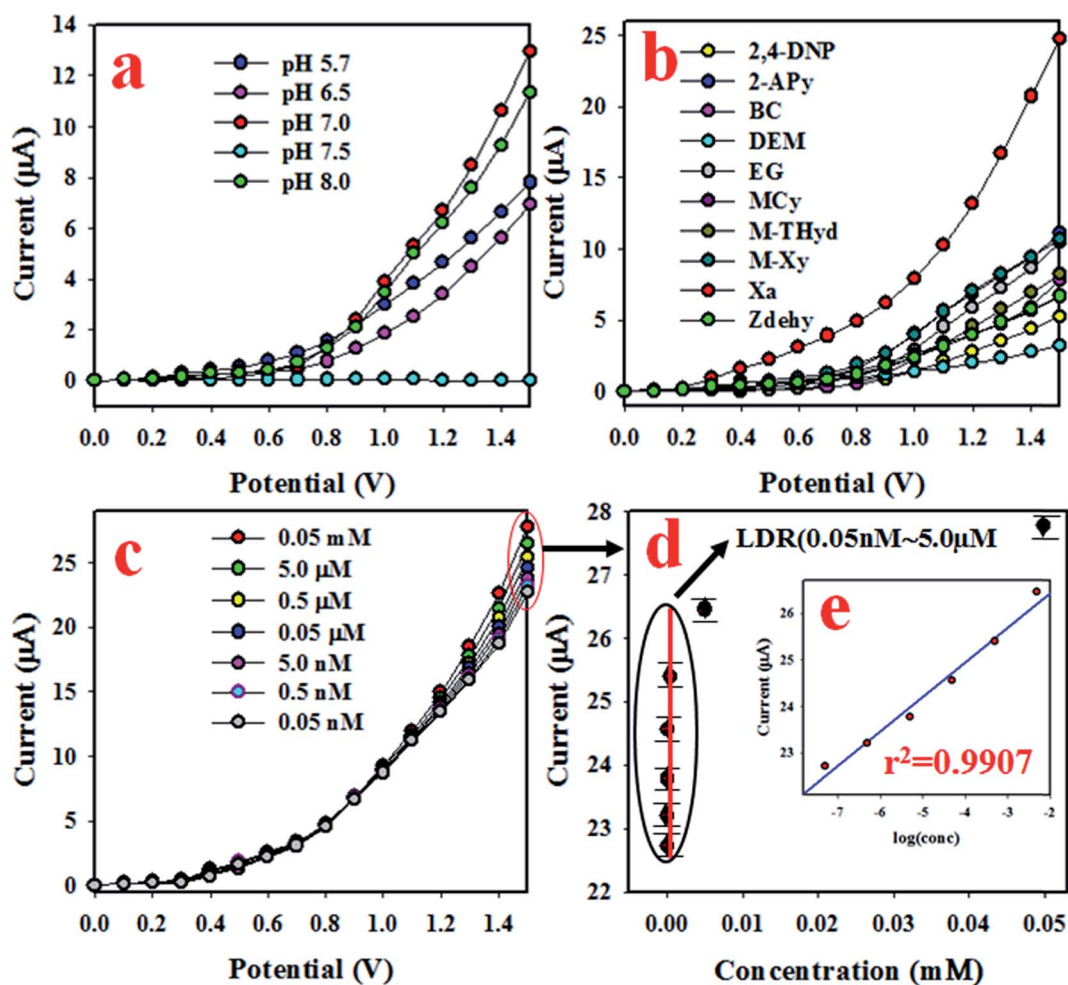 a
14
12
10
8
6
4
2
0
Current (µA)
pH 5.7
pH 6.5
pH 7.0
pH 7.5
pH 8.0
0.0 0.2 0.4 0.6 0.8 1.0 1.2 1.4
Potential (V)
b
25
20
15
10
5
0
Current (µA)
2,4-DNP
2-APy
BC
DEM
EG
MCy
M-THyd
M-Xy
Xa
Zdehy
0.0 0.2 0.4 0.6 0.8 1.0 1.2 1.4
Potential (V)
c
25
20
15
10
5
0
Current (µA)
0.05 mM
5.0 µM
0.5 µM
0.05 µM
5.0 nM
0.5 nM
0.05 nM
0.0 0.2 0.4 0.6 0.8 1.0 1.2 1.4
Potential (V)
d
28
27
26
25
24
23
22
Current (µA)
LDR(0.05nM~5.0µM
0.00 0.01 0.02 0.02 0.03 0.04 0.05
Concentration (mM)
e
26
25
24
23
Current (µA)
r²=0.9907
-7 -6 -5 -4 -3 -2
log(conc)